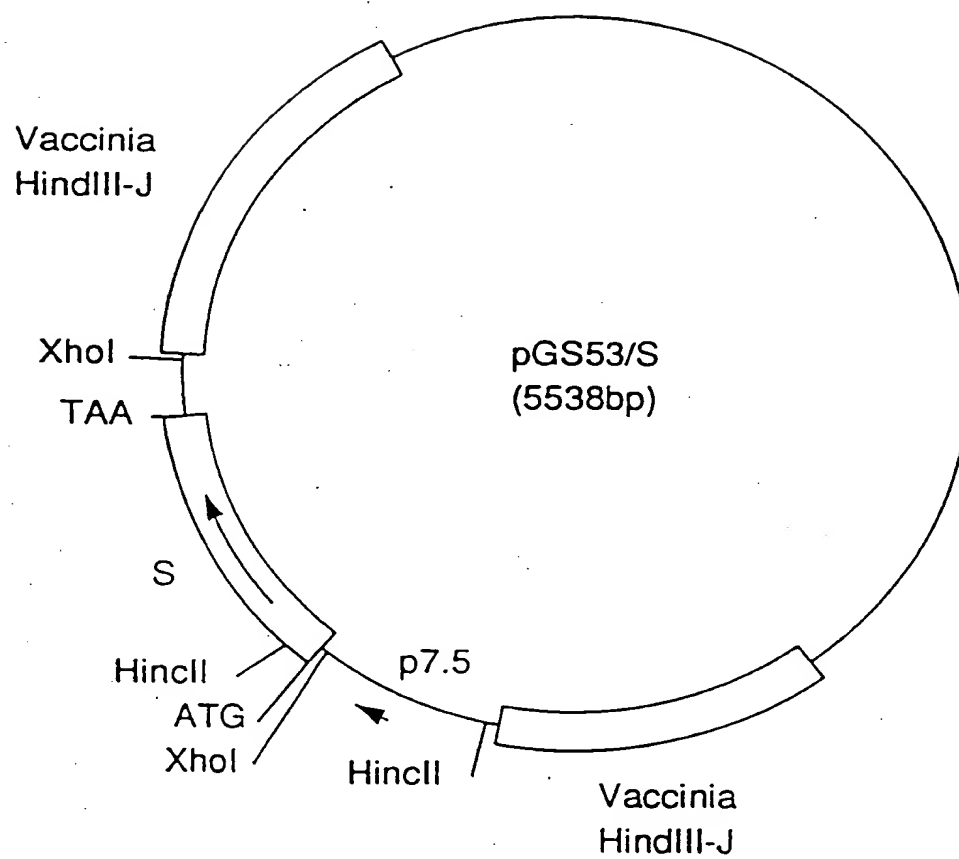 Vaccinia
HindIII-J
XhoI
TAA
pGS53/S
(5538bp)
S
HincII
ATG
XhoI
p7.5
HincII
Vaccinia
HindIII-J